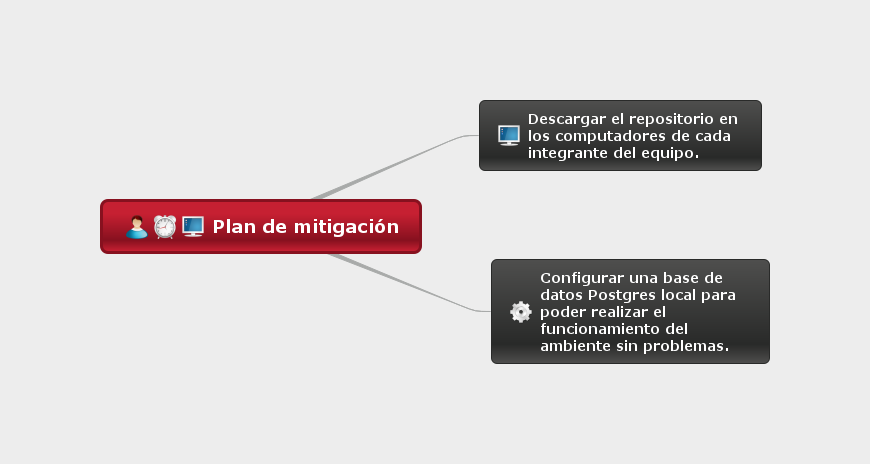 Descargar el repositorio en
los computadores de cada
integrante del equipo.
Plan de mitigación
Configurar una base de
datos Postgres local para
poder realizar el
funcionamiento del
ambiente sin problemas.